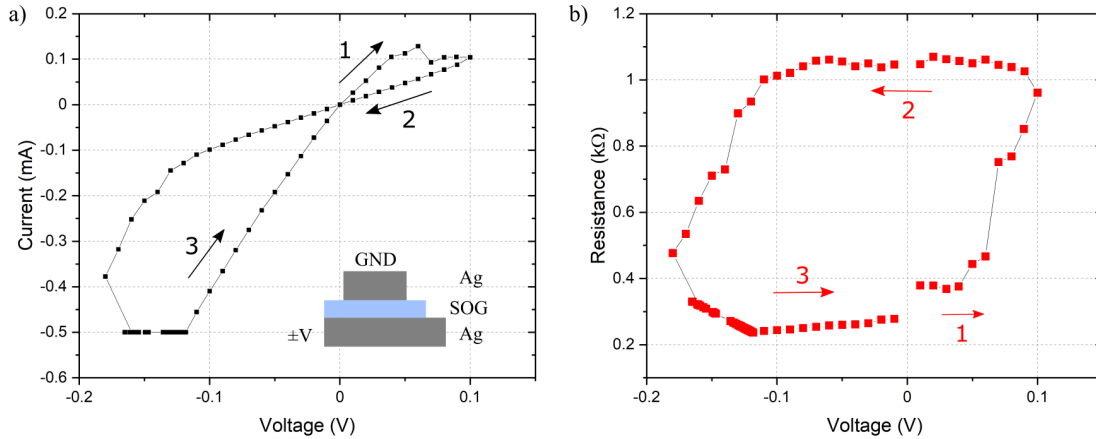 a)
0.2
0.1
0
-0.1
-0.2
-0.3
-0.4
-0.5
-0.6
Current (mA)
-0.2
-0.1
0
0.1
Voltage (V)
1
2
3
GND
Ag
SOG
±V
Ag
b)
1.2
1
0.8
0.6
0.4
0.2
Resistance (kΩ)
-0.2
-0.1
0
0.1
Voltage (V)
2
3
1